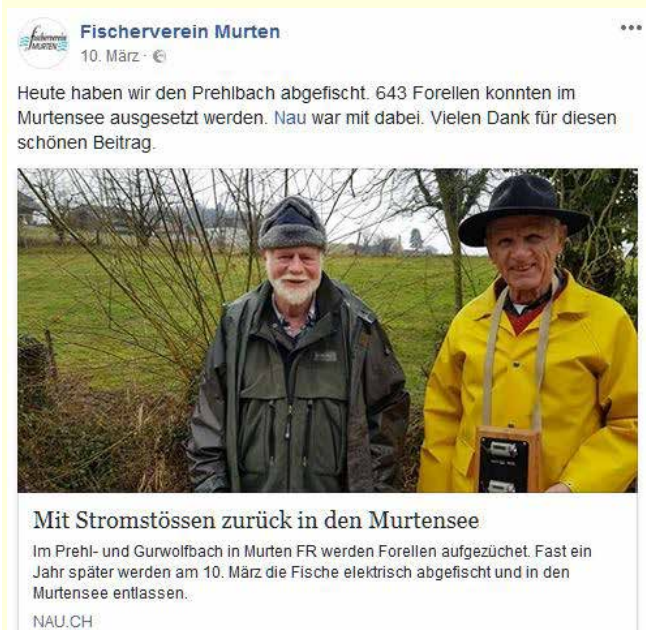 fischerverein
MURTEN
Fischerverein Murten
10. März ·
Heute haben wir den Prehlbach abgefischt. 643 Forellen konnten im
Murtensee ausgesetzt werden. Nau war mit dabei. Vielen Dank für diesen
schönen Beitrag.
Mit Stromstössen zurück in den Murtensee
Im Prehl- und Gurwolfbach in Murten FR werden Forellen aufgezüchet. Fast ein
Jahr später werden am 10. März die Fische elektrisch abgefischt und in den
Murtensee entlassen.
NAU.CH